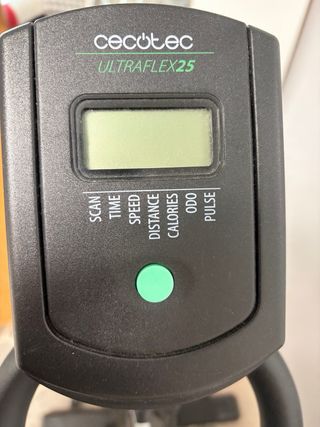 cecotec
ULTRAFLEX25
SCAN
TIME
SPEED
DISTANCE
CALORIES
ODO
PULSE